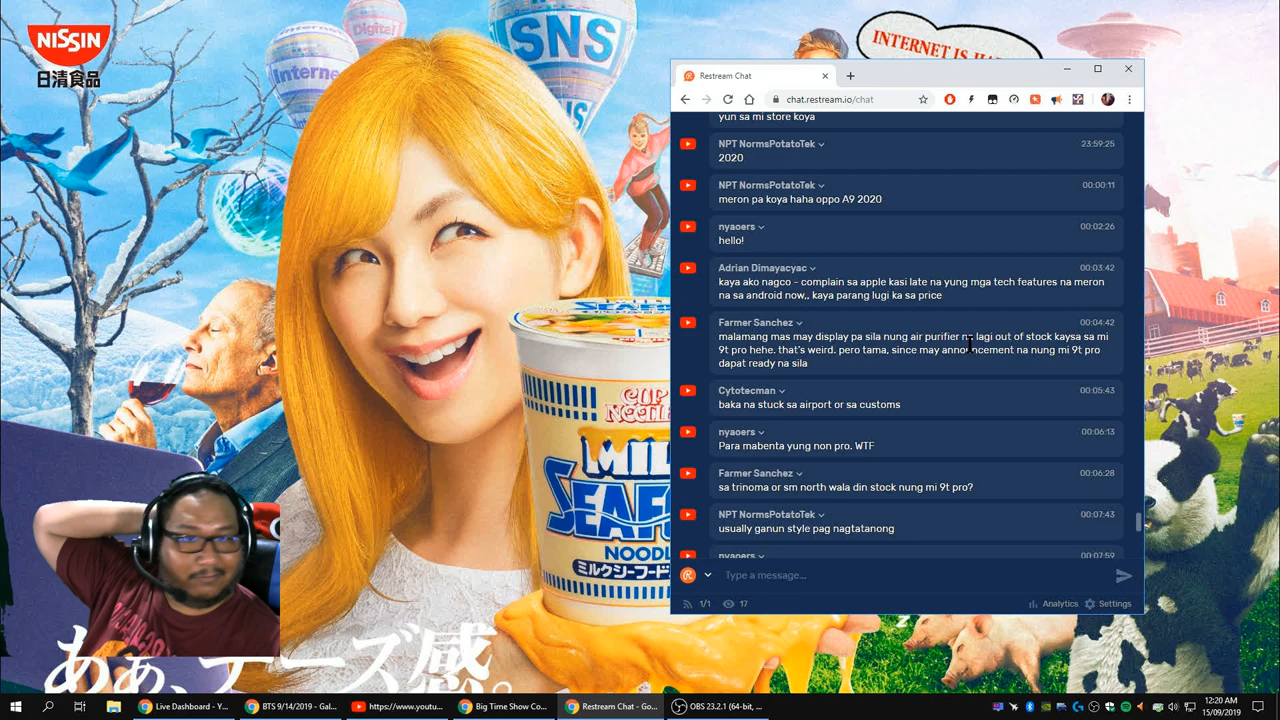 NISSIN
日清食品
Internet
Digital
SNS
INTERNET IS
Restream Chat
chat.restream.io/chat
yun sa mi store koya
NPT NormsPotatoTek
23:59:25
2020
NPT NormsPotatoTek
00:00:11
meron pa koya haha oppo A9 2020
nyaoers
00:02:26
hello!
Adrian Dimayacyac
00:03:42
kaya ako nagco - complain sa apple kasi late na yung mga tech features na meron
na sa android now,, kaya parang lugi ka sa price
Farmer Sanchez
00:04:42
malamang mas may display pa sila nung air purifier na lagi out of stock kaysa sa mi
9t pro hehe. that's weird. pero tama, since may announcement na nung mi 9t pro
dapat ready na sila
Cytotecman
00:05:43
baka na stuck sa airport or sa customs
nyaoers
00:06:13
Para mabenta yung non pro. WTF
Farmer Sanchez
00:06:28
sa trinoma or sm north wala din stock nung mi 9t pro?
NPT NormsPotatoTek
00:07:43
usually ganun style pag nagtatanong
nyaoers
00:07:59
Type a message...
1/1
17
Analytics
Settings
CUP
MIL
SEAFO
NOODL
ミルクシーフード
あぁ、チーズ感。
Live Dashboard - Y...
BTS 9/14/2019 - Gal...
https://www.youtu...
Big Time Show Co...
Restream Chat - Go...
OBS 23.2.1 (64-bit, ...
12:20 AM
15/09/2019